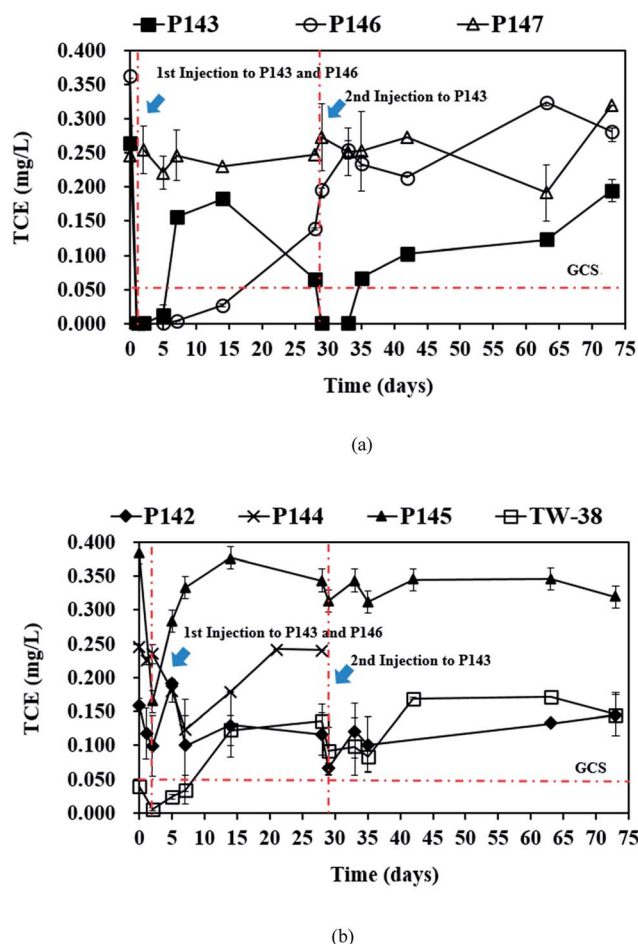 P143 P146 P147
0.400
0.350
0.300
0.250
0.200
0.150
0.100
0.050
0.000
TCE (mg/L)
1st Injection to P143 and P146
2nd Injection to P143
GCS
0 5 10 15 20 25 30 35 40 45 50 55 60 65 70 75
Time (days)
(a)
P142 P144 P145 TW-38
0.400
0.350
0.300
0.250
0.200
0.150
0.100
0.050
0.000
TCE (mg/L)
1st Injection to P143 and P146
2nd Injection to P143
GCS
0 5 10 15 20 25 30 35 40 45 50 55 60 65 70 75
Time (days)
(b)